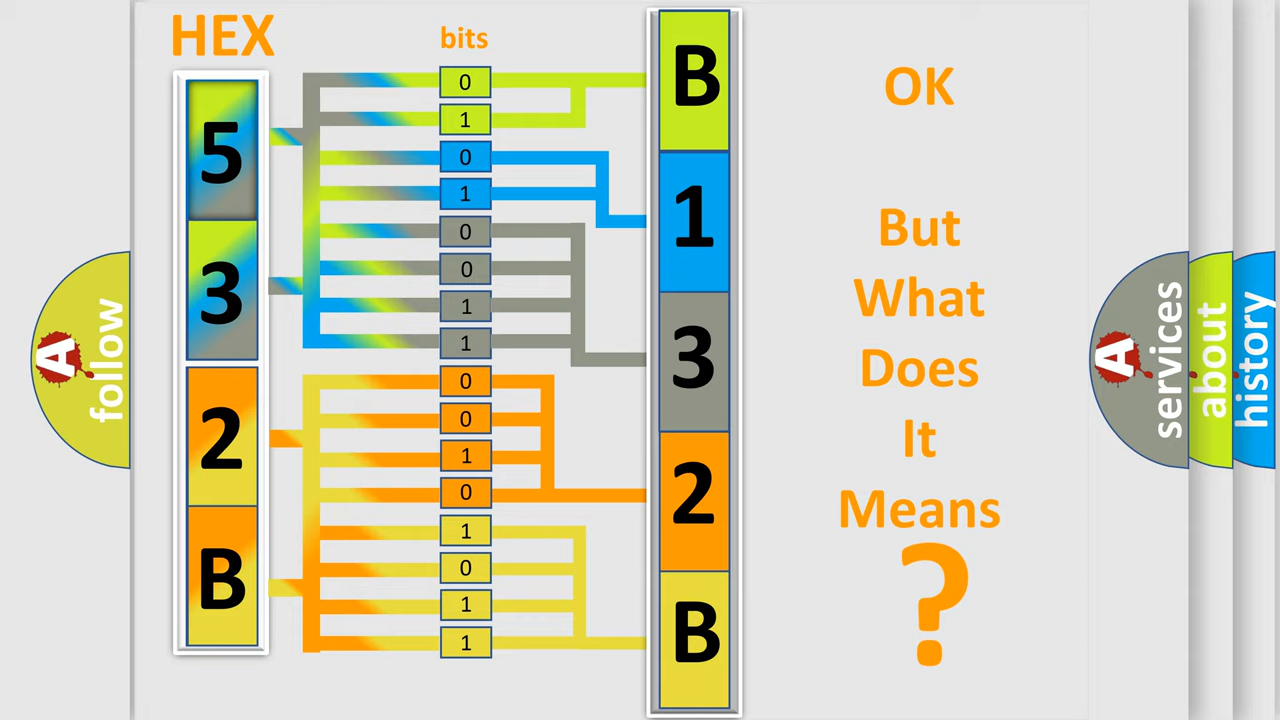 HEX
bits
5
3
2
B
0
1
0
1
0
0
1
1
0
0
1
0
1
0
1
1
B
1
3
2
B
OK
But
What
Does
It
Means
?
A
follow
A
services
about
history